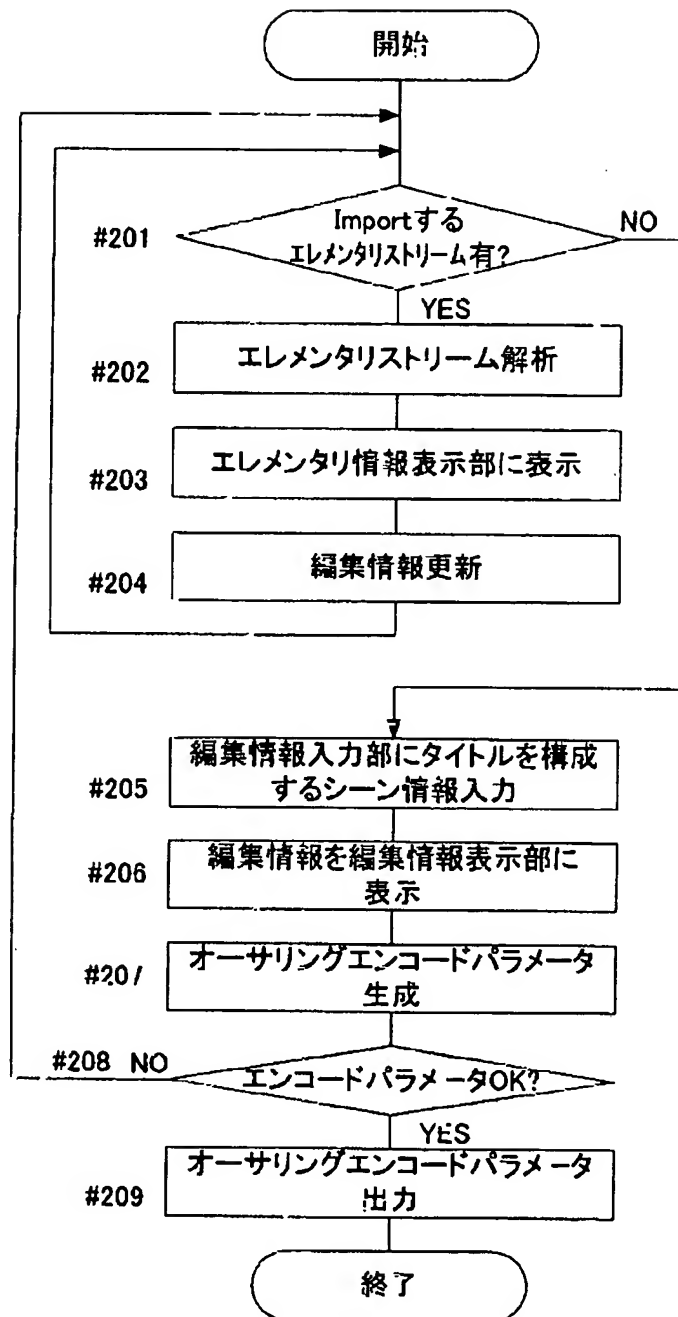 開始
Importする
エレメンタリストリーム有?
#201
NO
YES
エレメンタリストリーム解析
#202
エレメンタリ情報表示部に表示
#203
編集情報更新
#204
編集情報入力部にタイトルを構成
するシーン情報入力
#205
編集情報を編集情報表示部に
表示
#206
オーサリングエンコードパラメータ
生成
#207
#208 NO
エンコードパラメータOK?
YES
オーサリングエンコードパラメータ
出力
#209
終了